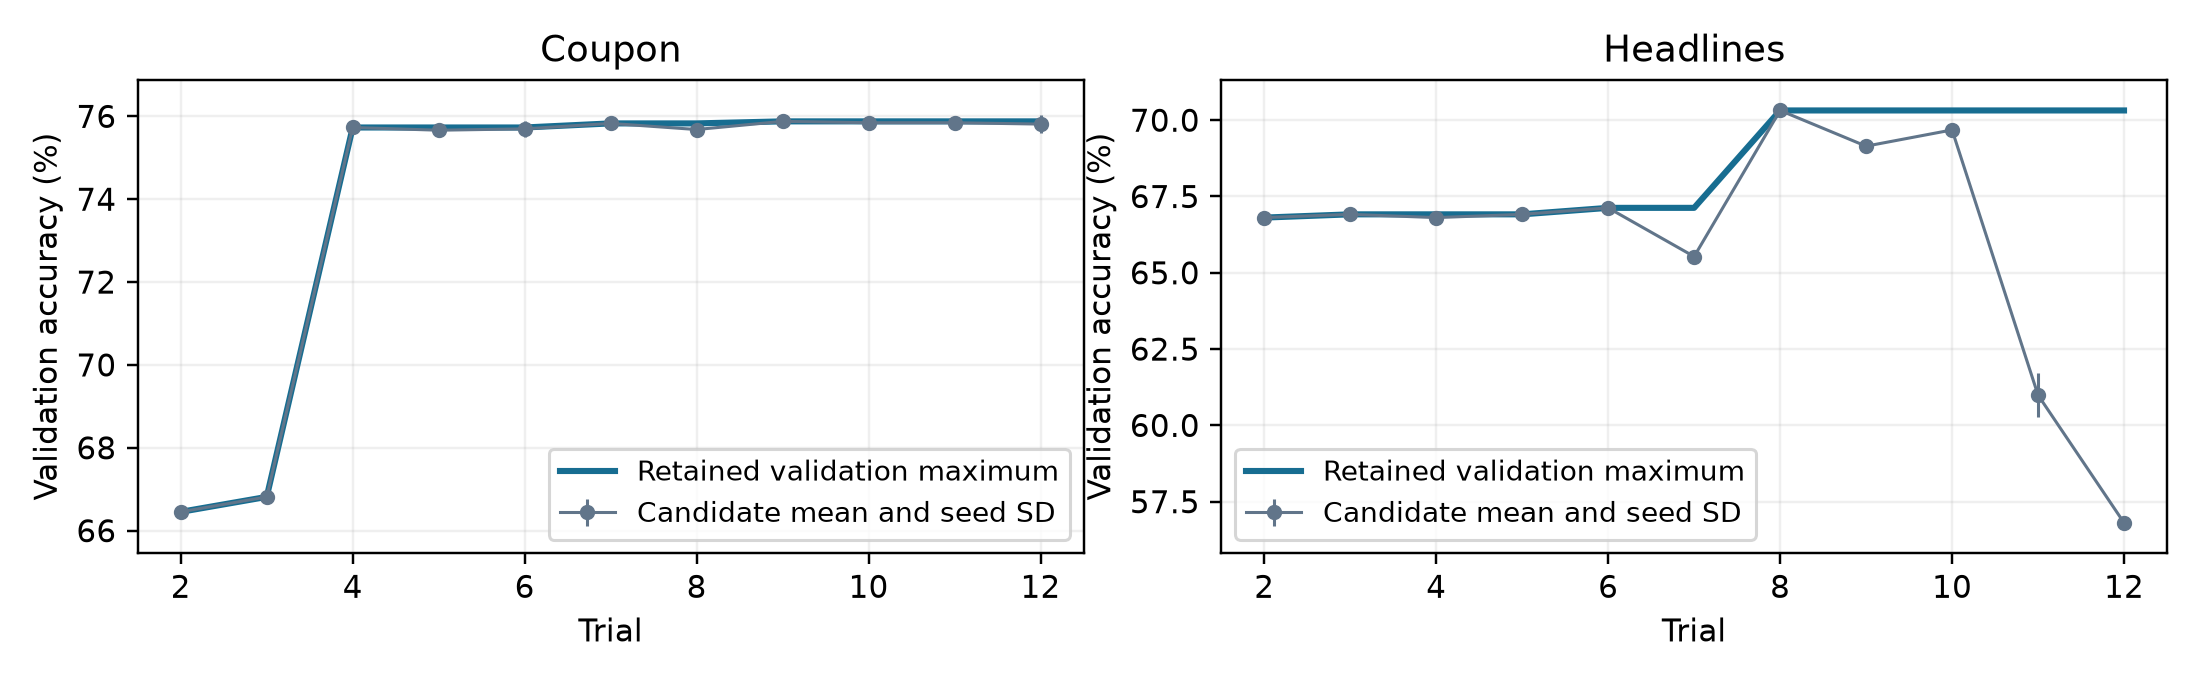 Coupon
Validation accuracy (%)
76
74
72
70
68
66
Retained validation maximum
Candidate mean and seed SD
2 4 6 8 10 12
Trial
Headlines
Validation accuracy (%)
70.0
67.5
65.0
62.5
60.0
57.5
Retained validation maximum
Candidate mean and seed SD
2 4 6 8 10 12
Trial